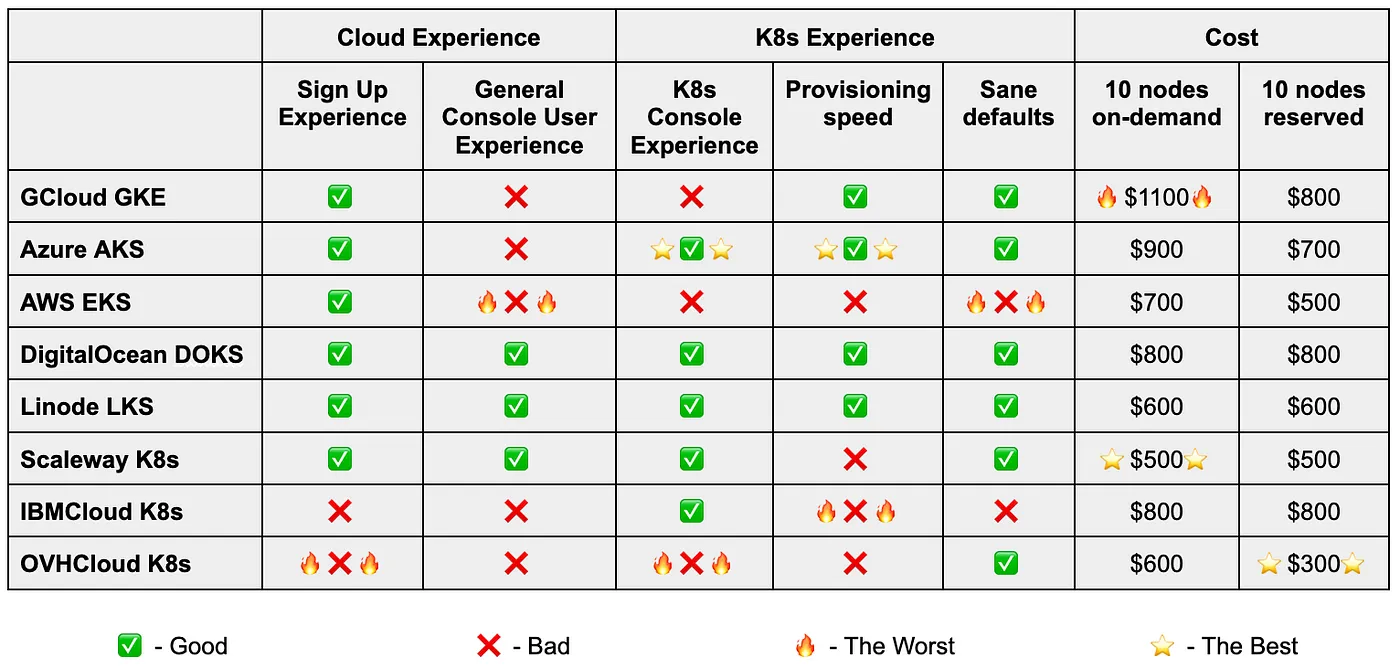 Cloud Experience K8s Experience Cost
Sign Up Experience General Console User Experience K8s Console Experience Provisioning speed Sane defaults 10 nodes on-demand 10 nodes reserved
GCloud GKE ✅ ❌ ❌ ✅ ✅ 🔥 $1100🔥 $800
Azure AKS ✅ ❌ ⭐✅⭐ ⭐✅⭐ ✅ $900 $700
AWS EKS ✅ 🔥❌🔥 ❌ ❌ 🔥❌🔥 $700 $500
DigitalOcean DOKS ✅ ✅ ✅ ✅ ✅ $800 $800
Linode LKS ✅ ✅ ✅ ✅ ✅ $600 $600
Scaleway K8s ✅ ✅ ✅ ❌ ✅ ⭐ $500⭐ $500
IBMCloud K8s ❌ ❌ ✅ 🔥❌🔥 ❌ $800 $800
OVHCloud K8s 🔥❌🔥 ❌ 🔥❌🔥 ❌ ✅ $600 ⭐ $300⭐
✅ - Good ❌ - Bad 🔥 - The Worst ⭐ - The Best